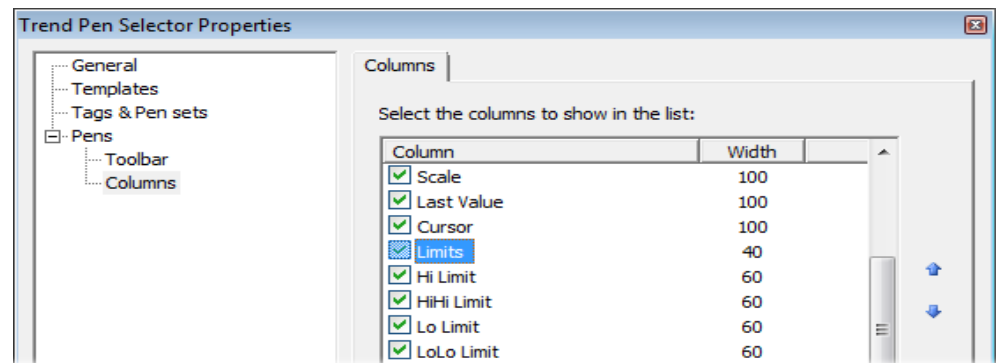 Trend Pen Selector Properties
General
Templates
Tags & Pen sets
Pens
Toolbar
Columns
Columns
Select the columns to show in the list:
Column Width
Scale 100
Last Value 100
Cursor 100
Limits 40
Hi Limit 60
HiHi Limit 60
Lo Limit 60
LoLo Limit 60